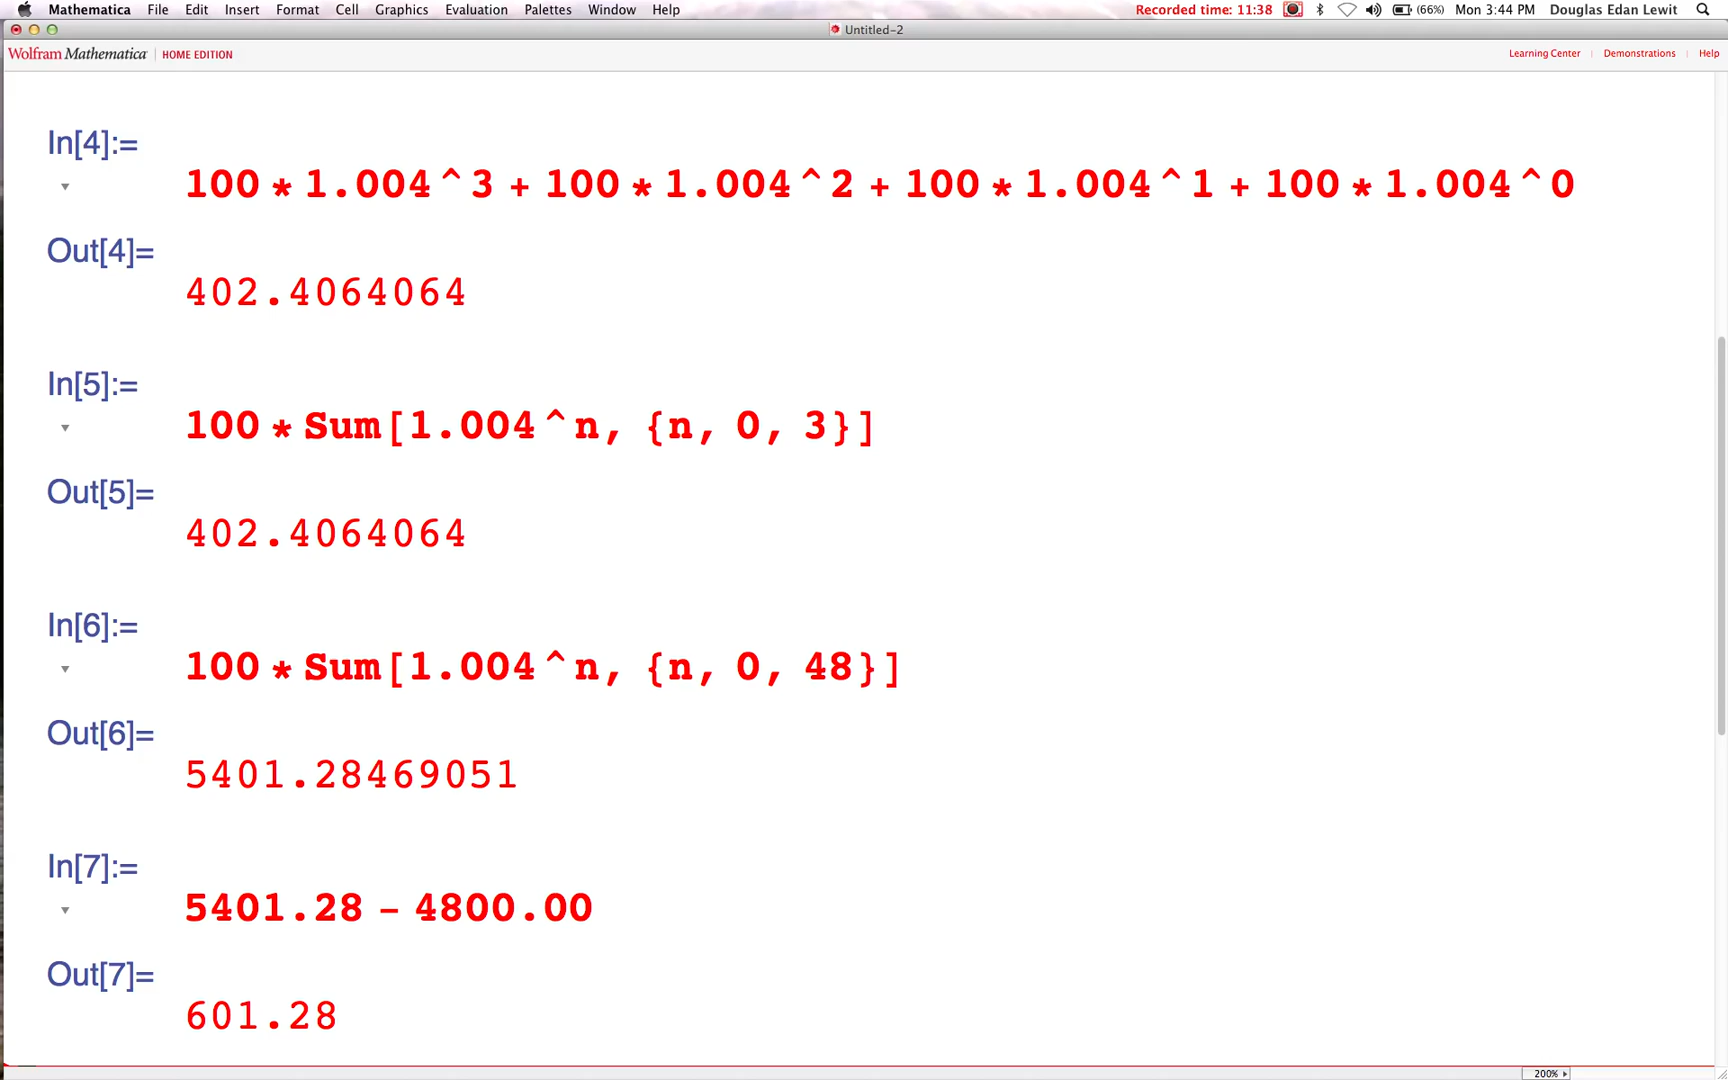 Mathematica File Edit Insert Format Cell Graphics Evaluation Palettes Window Help Recorded time: 11:38 (66%) Mon 3:44 PM Douglas Edan Lewit
Untitled-2
Wolfram Mathematica | HOME EDITION Learning Center | Demonstrations | Help
In[4]:=
100 * 1.004^3 + 100 * 1.004^2 + 100 * 1.004^1 + 100 * 1.004^0
Out[4]=
402.4064064
In[5]:=
100 * Sum[1.004^n, {n, 0, 3}]
Out[5]=
402.4064064
In[6]:=
100 * Sum[1.004^n, {n, 0, 48}]
Out[6]=
5401.28469051
In[7]:=
5401.28 - 4800.00
Out[7]=
601.28
200%